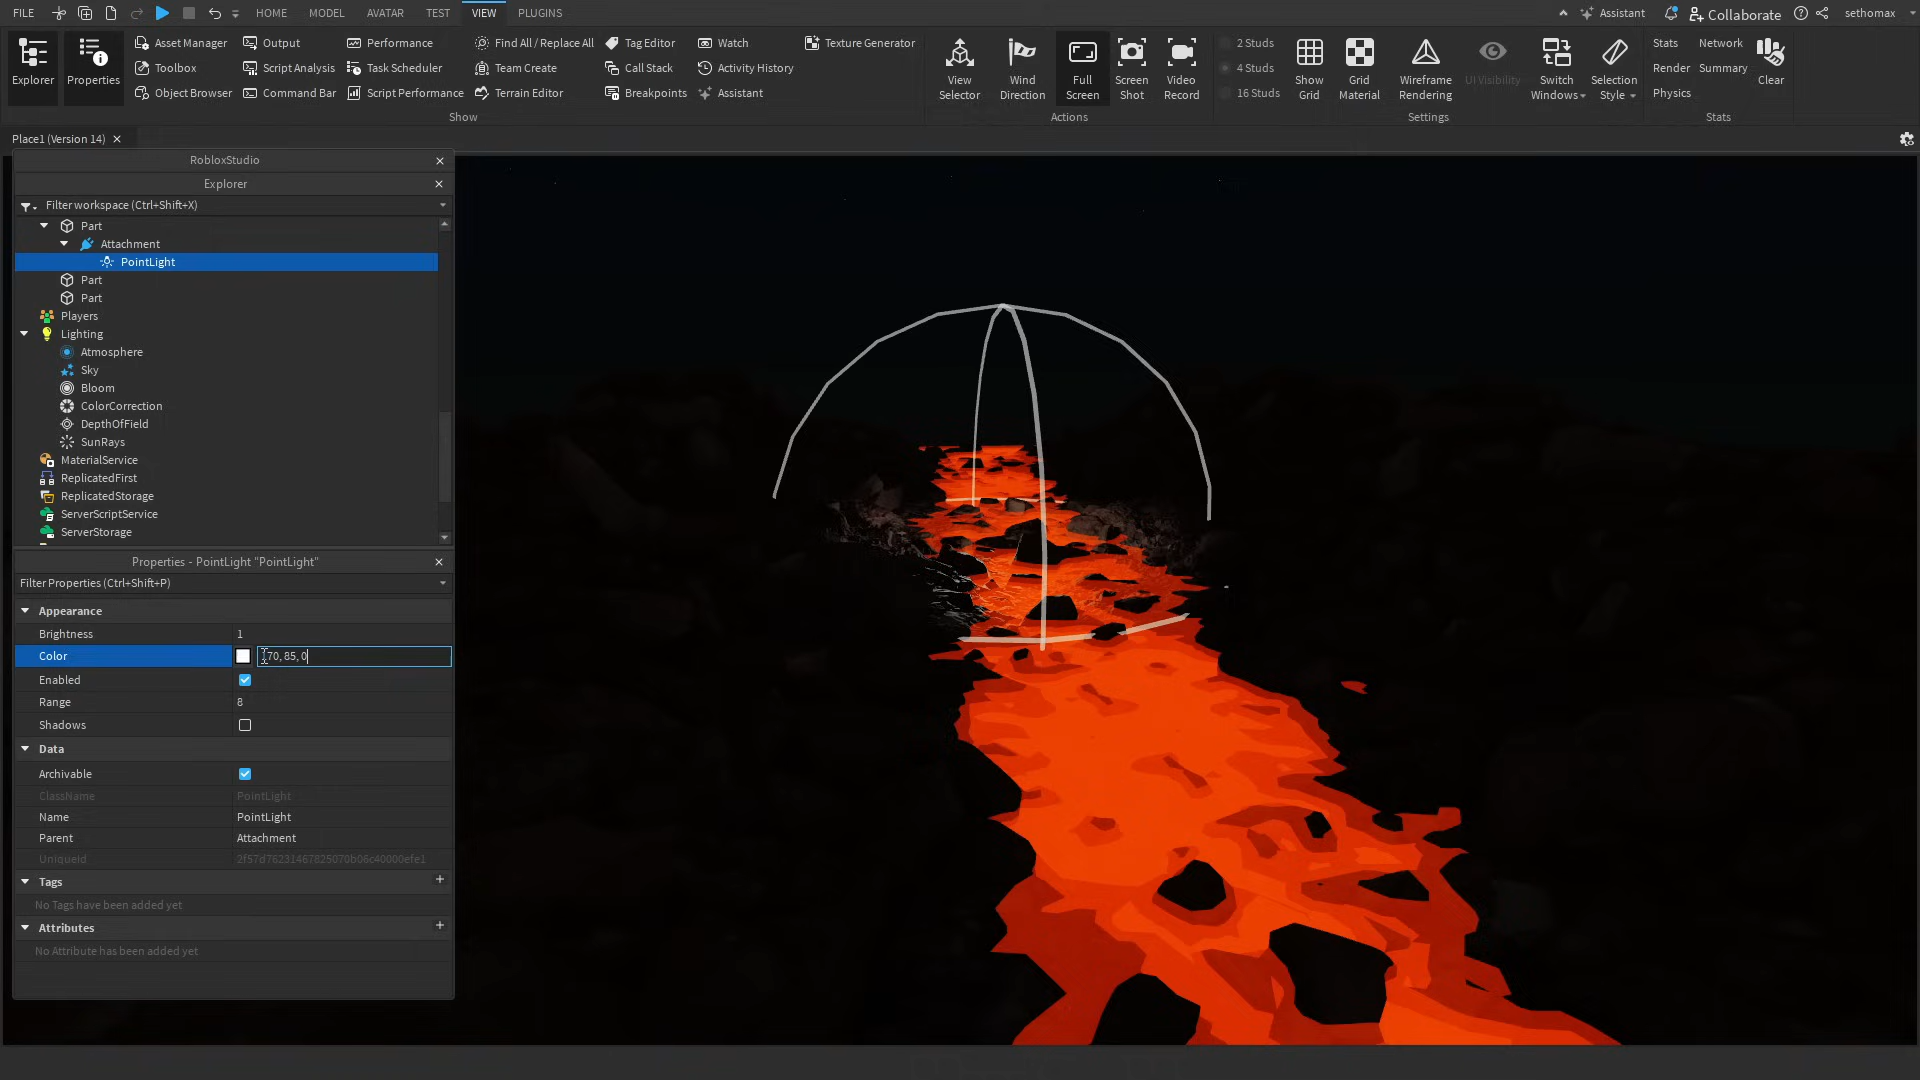 FILE
HOME
MODEL
AVATAR
TEST
VIEW
PLUGINS
Assistant
Collaborate
sethomax
Explorer
Properties
Asset Manager
Toolbox
Object Browser
Output
Script Analysis
Command Bar
Performance
Task Scheduler
Script Performance
Find All / Replace All
Team Create
Terrain Editor
Tag Editor
Call Stack
Breakpoints
Watch
Activity History
Assistant
Texture Generator
Show
View
Selector
Wind
Direction
Full
Screen
Screen
Shot
Video
Record
Actions
2 Studs
4 Studs
16 Studs
Show
Grid
Grid
Material
Wireframe
Rendering
UI Visibility
Switch
Windows
Selection
Style
Settings
Stats
Network
Render
Summary
Physics
Clear
Stats
Place1 (Version 14)
RobloxStudio
Explorer
Filter workspace (Ctrl+Shift+X)
Part
Attachment
PointLight
Part
Part
Players
Lighting
Atmosphere
Sky
Bloom
ColorCorrection
DepthOfField
SunRays
MaterialService
ReplicatedFirst
ReplicatedStorage
ServerScriptService
ServerStorage
Properties - PointLight "PointLight"
Filter Properties (Ctrl+Shift+P)
Appearance
Brightness 1
Color 70, 85, 0
Enabled
Range 8
Shadows
Data
Archivable
ClassName PointLight
Name PointLight
Parent Attachment
UniqueId 2f57d76231467825070b06c40000efe1
Tags
No Tags have been added yet
Attributes
No Attribute has been added yet